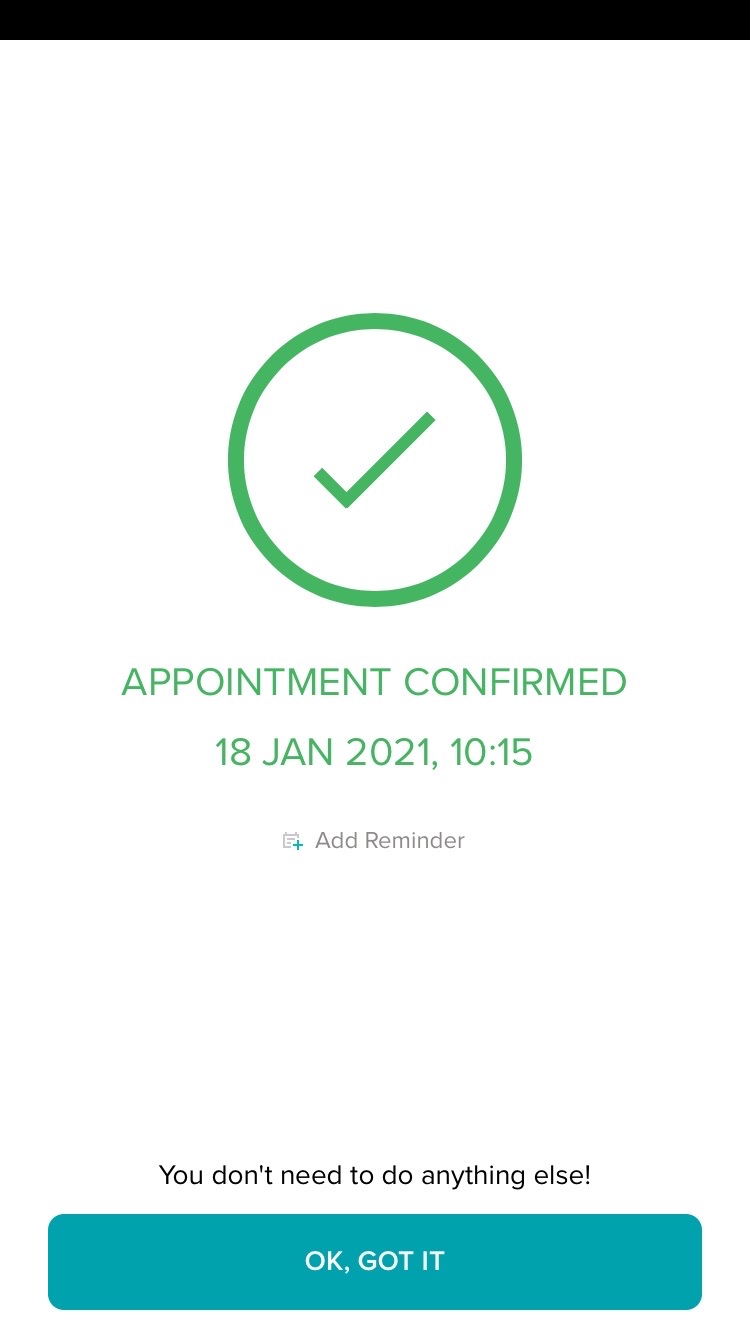 APPOINTMENT CONFIRMED
18 JAN 2021, 10:15
Add Reminder
You don't need to do anything else!
OK, GOT IT